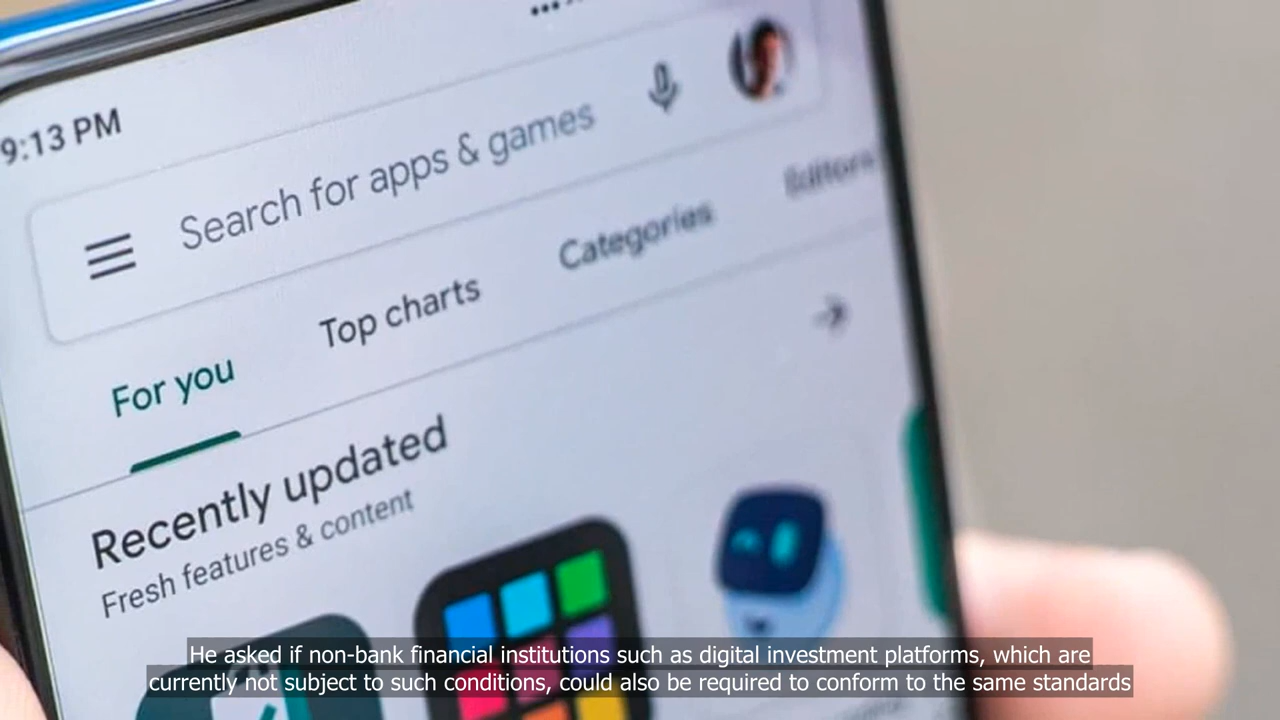 9:13 PM
Search for apps & games
For you
Top charts
Categories
Editors
Recently updated
Fresh features & content
He asked if non-bank financial institutions such as digital investment platforms, which are
currently not subject to such conditions, could also be required to conform to the same standards